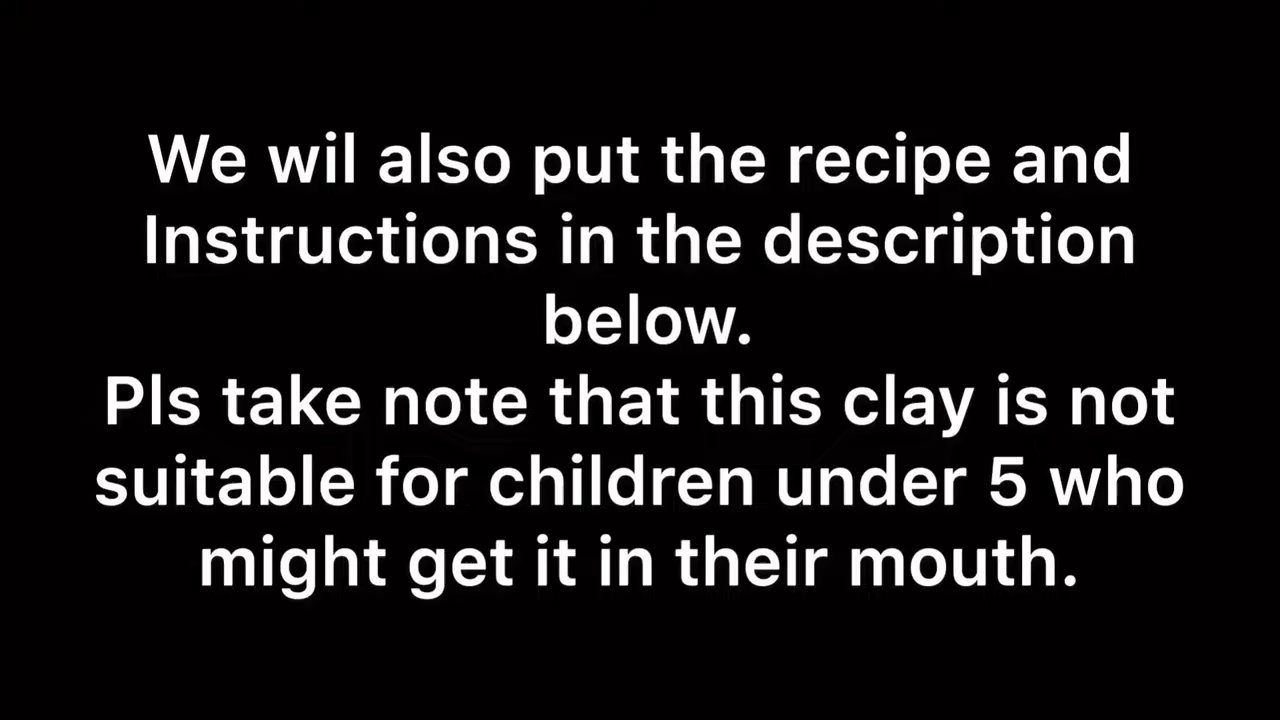 We wil also put the recipe and
Instructions in the description
below.
Pls take note that this clay is not
suitable for children under 5 who
might get it in their mouth.